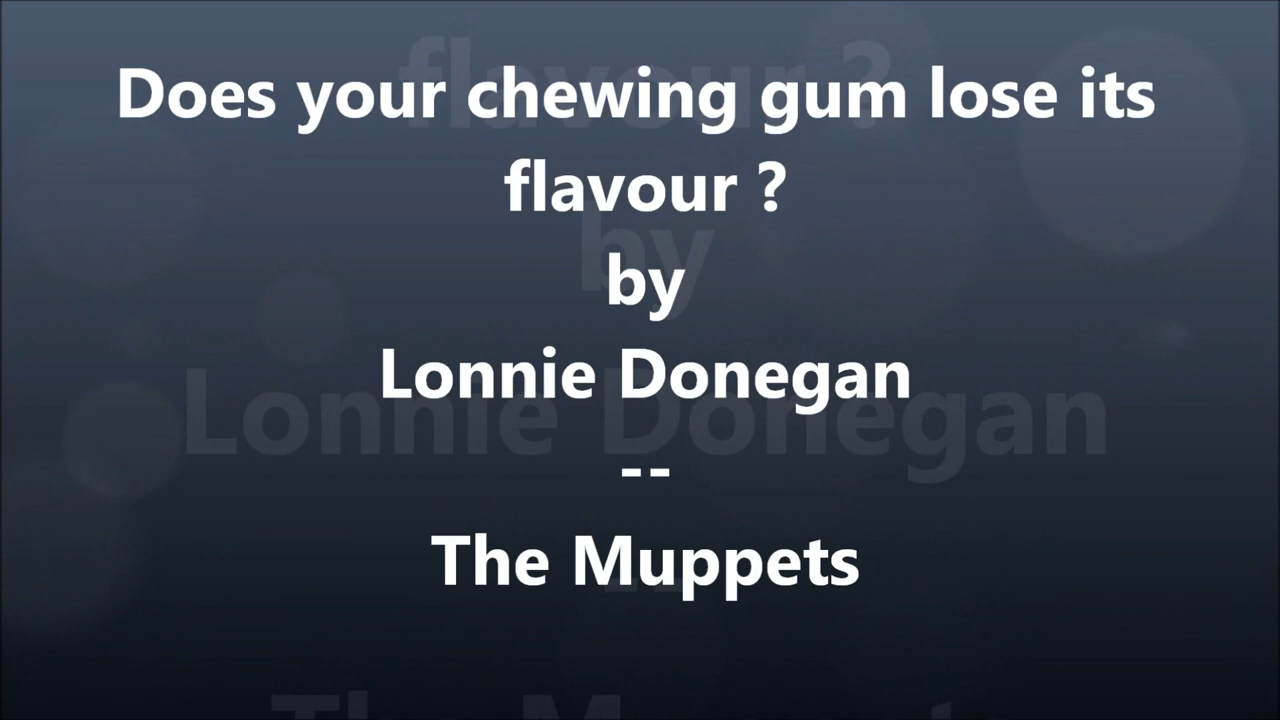 Does your chewing gum lose its
flavour ?
by
Lonnie Donegan
--
The Muppets